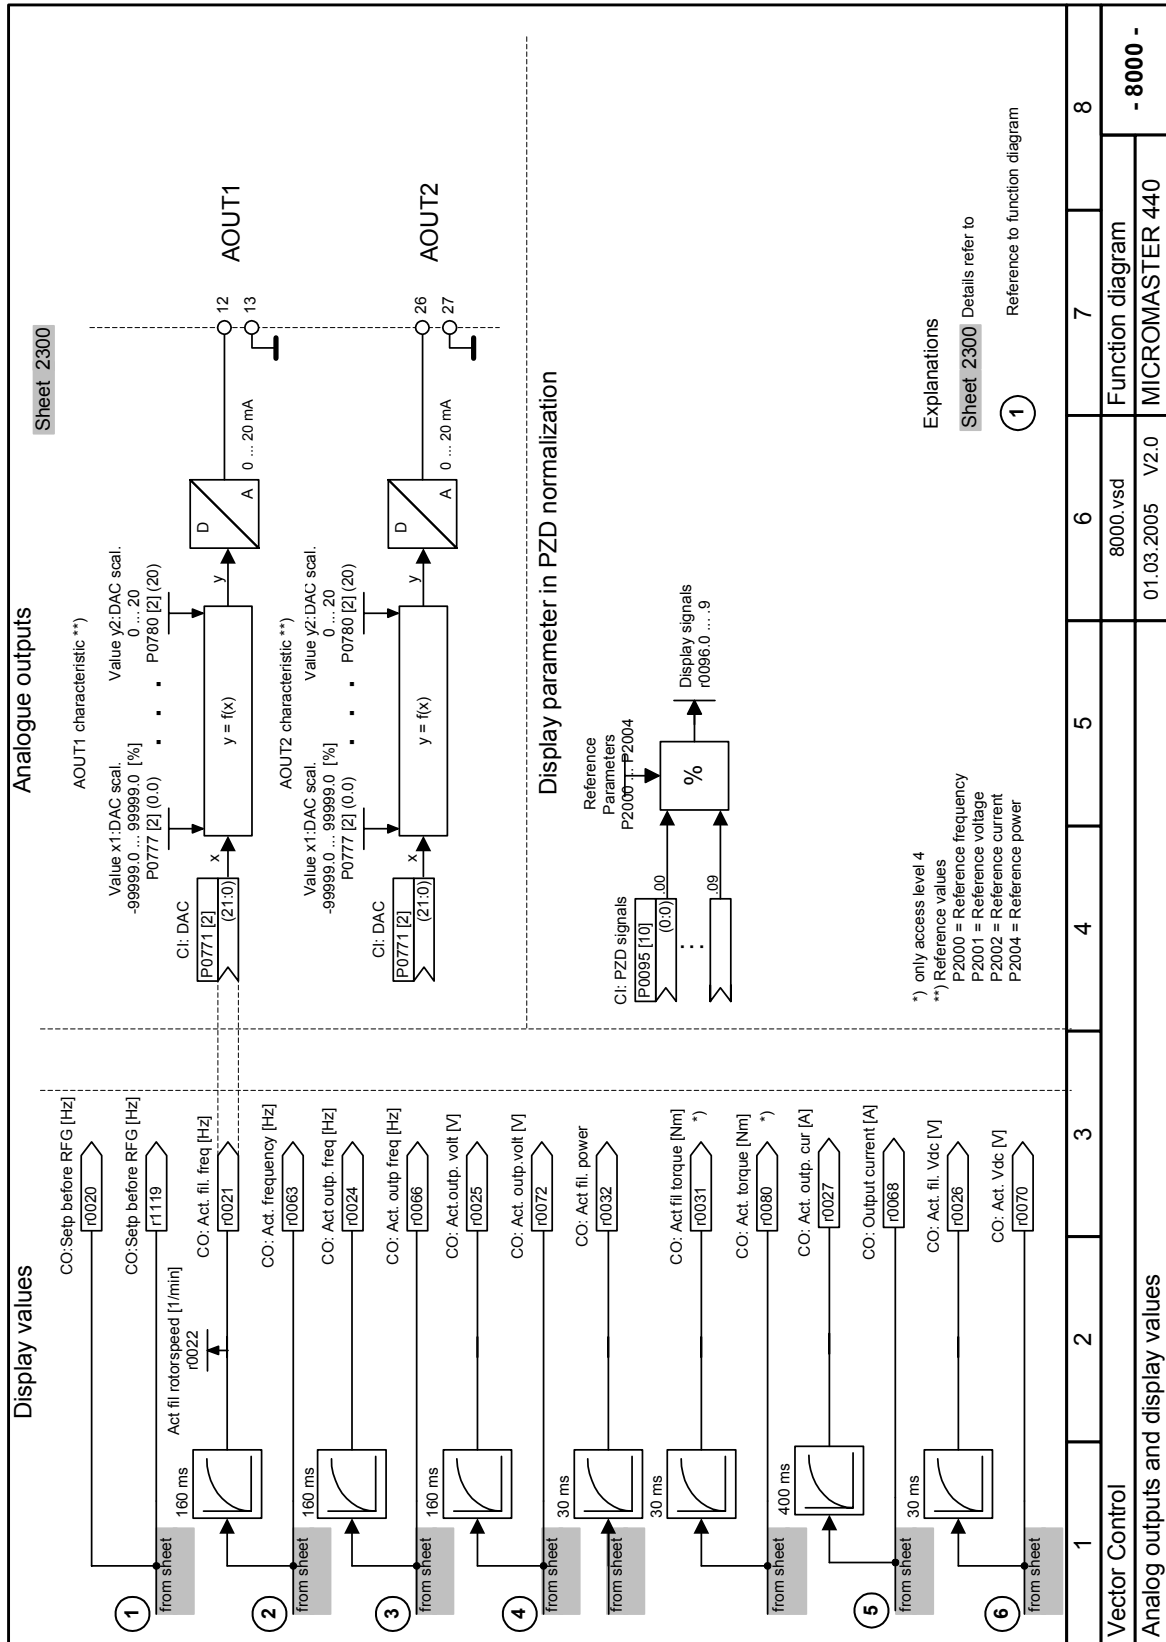 Display values
Analogue outputs
Sheet 2300
CO:Setp before RFG [Hz]
r0020
CO:Setp before RFG [Hz]
r1119
1
from sheet
Act fil rotorspeed [1/min]
r0022
160 ms
CO: Act. fil. freq [Hz]
r0021
CO: Act. frequency [Hz]
r0063
2
from sheet
160 ms
CO: Act outp. freq [Hz]
r0024
CO: Act. outp freq [Hz]
r0066
3
from sheet
160 ms
CO: Act.outp. volt [V]
r0025
CO: Act. outp.volt [V]
r0072
4
from sheet
30 ms
CO: Act fil. power
r0032
from sheet
30 ms
CO: Act fil torque [Nm]
r0031
*)
CO: Act. torque [Nm]
r0080
*)
from sheet
400 ms
CO: Act. outp. cur [A]
r0027
CO: Output current [A]
r0068
5
from sheet
30 ms
CO: Act. fil. Vdc [V]
r0026
CO: Act. Vdc [V]
r0070
6
from sheet
AOUT1 characteristic **)
Value x1:DAC scal.
-99999.0 ... 99999.0 [%]
P0777 [2] (0.0)
. . .
Value y2:DAC scal.
0 ... 20
P0780 [2] (20)
CI: DAC
P0771 [2]
(21:0)
x
y = f(x)
y
D
A
0 ... 20 mA
12
13
AOUT1
AOUT2 characteristic **)
Value x1:DAC scal.
-99999.0 ... 99999.0 [%]
P0777 [2] (0.0)
. . .
Value y2:DAC scal.
0 ... 20
P0780 [2] (20)
CI: DAC
P0771 [2]
(21:0)
x
y = f(x)
y
D
A
0 ... 20 mA
26
27
AOUT2
Display parameter in PZD normalization
Reference
Parameters
P2000 ... P2004
CI: PZD signals
P0095 [10]
(0:0)
.00
...
.09
%
Display signals
r0096.0 ... .9
*) only access level 4
**) Reference values
P2000 = Reference frequency
P2001 = Reference voltage
P2002 = Reference current
P2004 = Reference power
Explanations
Sheet 2300 Details refer to
1 Reference to function diagram
1 2 3 4 5 6 7 8
Vector Control
8000.vsd
Function diagram
- 8000 -
Analog outputs and display values
01.03.2005 V2.0
MICROMASTER 440